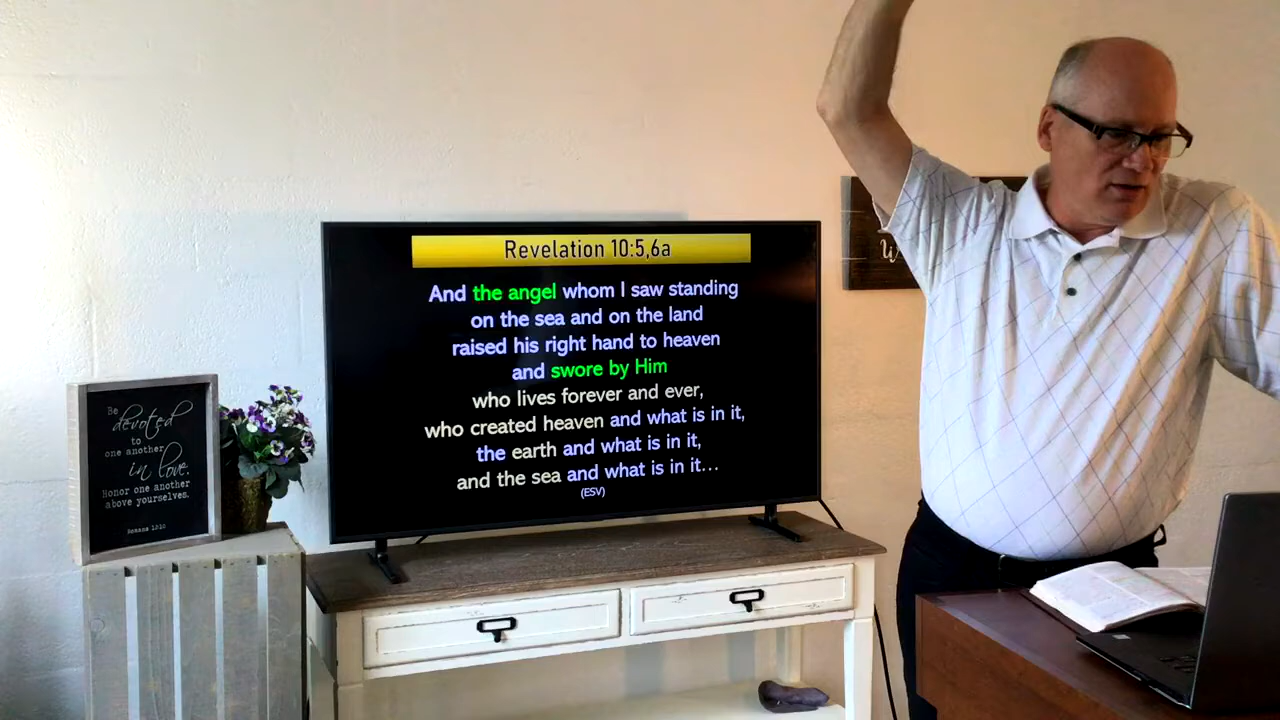 Revelation 10:5,6a
And the angel whom I saw standing
on the sea and on the land
raised his right hand to heaven
and swore by Him
who lives forever and ever,
who created heaven and what is in it,
the earth and what is in it,
and the sea and what is in it...
(ESV)
Be
devoted
to
one another
in love.
Honor one another
above yourselves.
Romans 12:10